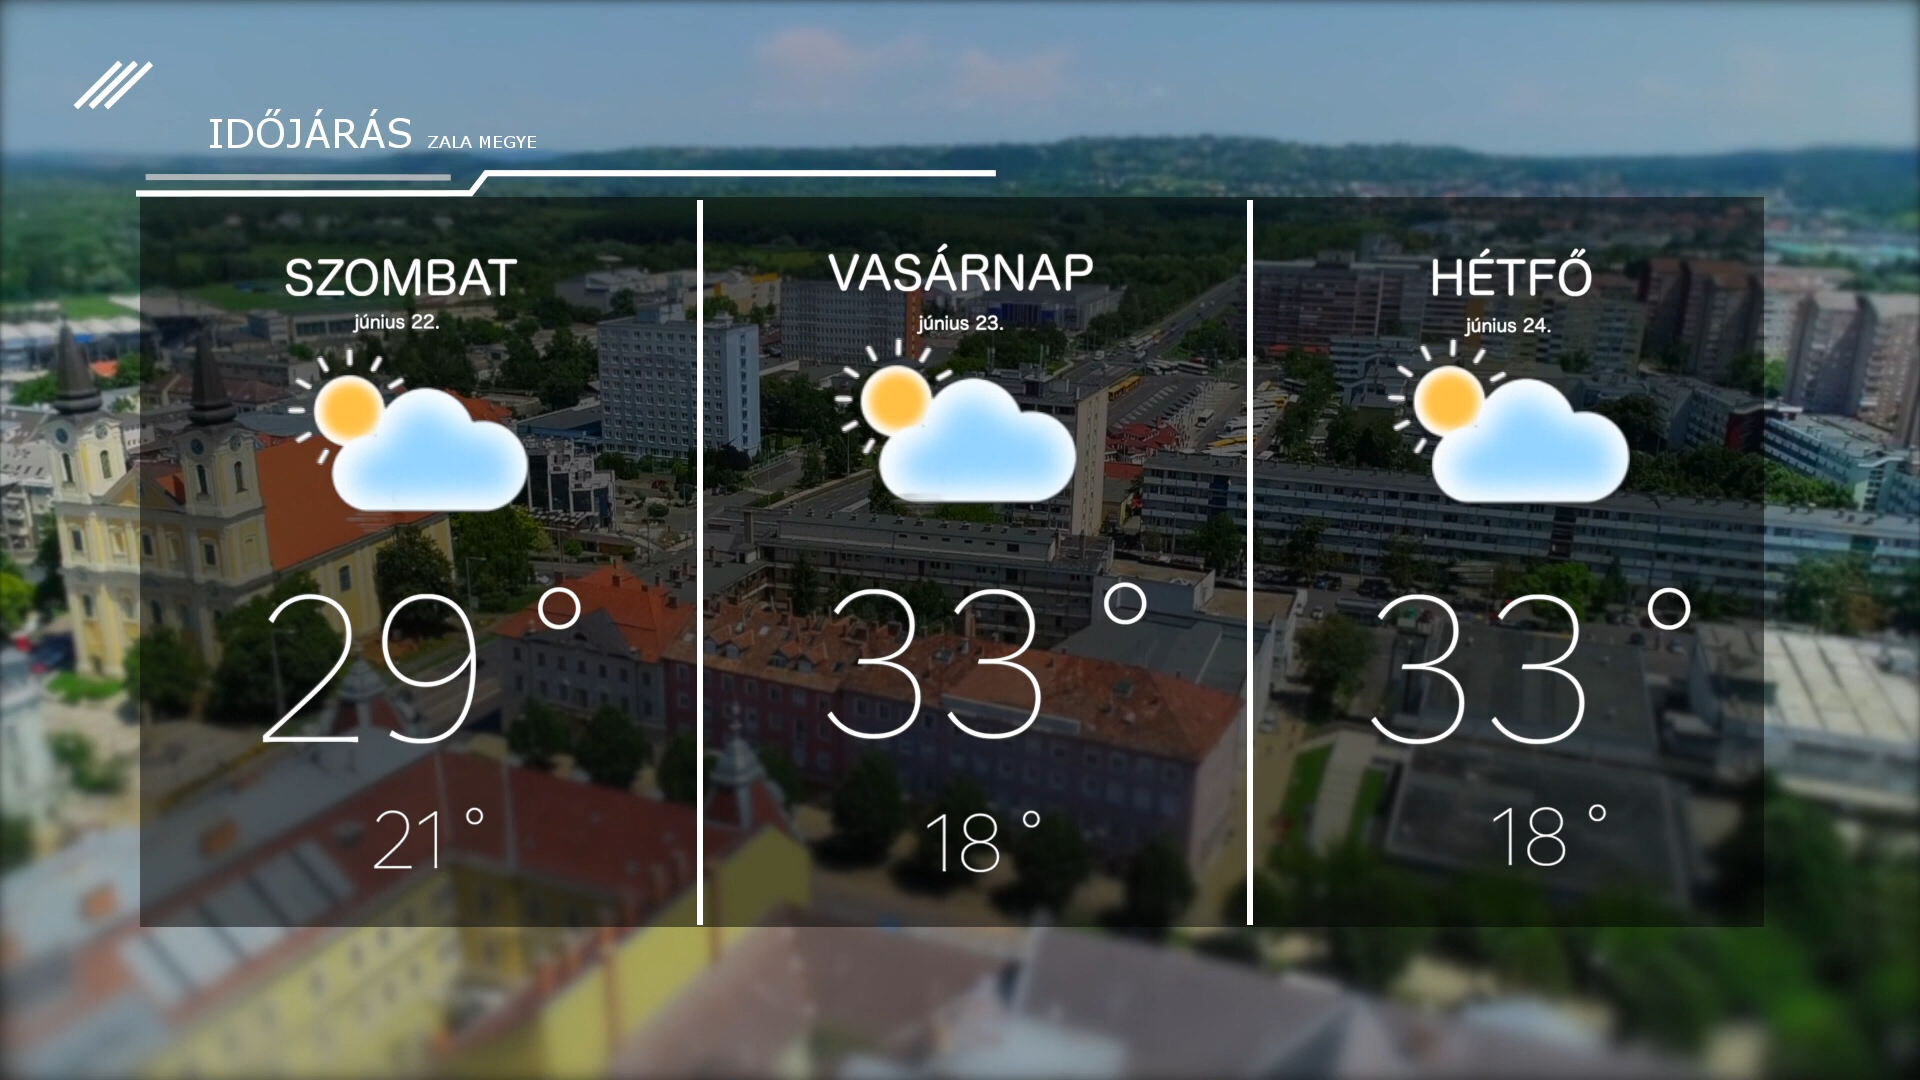 IDŐJÁRÁS ZALA MEGYE
SZOMBAT
június 22.
29°
21°
VASÁRNAP
június 23.
33°
18°
HÉTFŐ
június 24.
33°
18°